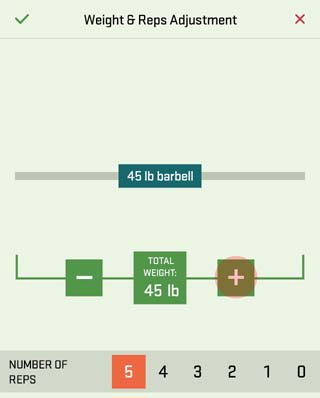 Weight & Reps Adjustment
45 lb barbell
TOTAL
WEIGHT:
45 lb
NUMBER OF
REPS
5 4 3 2 1 0